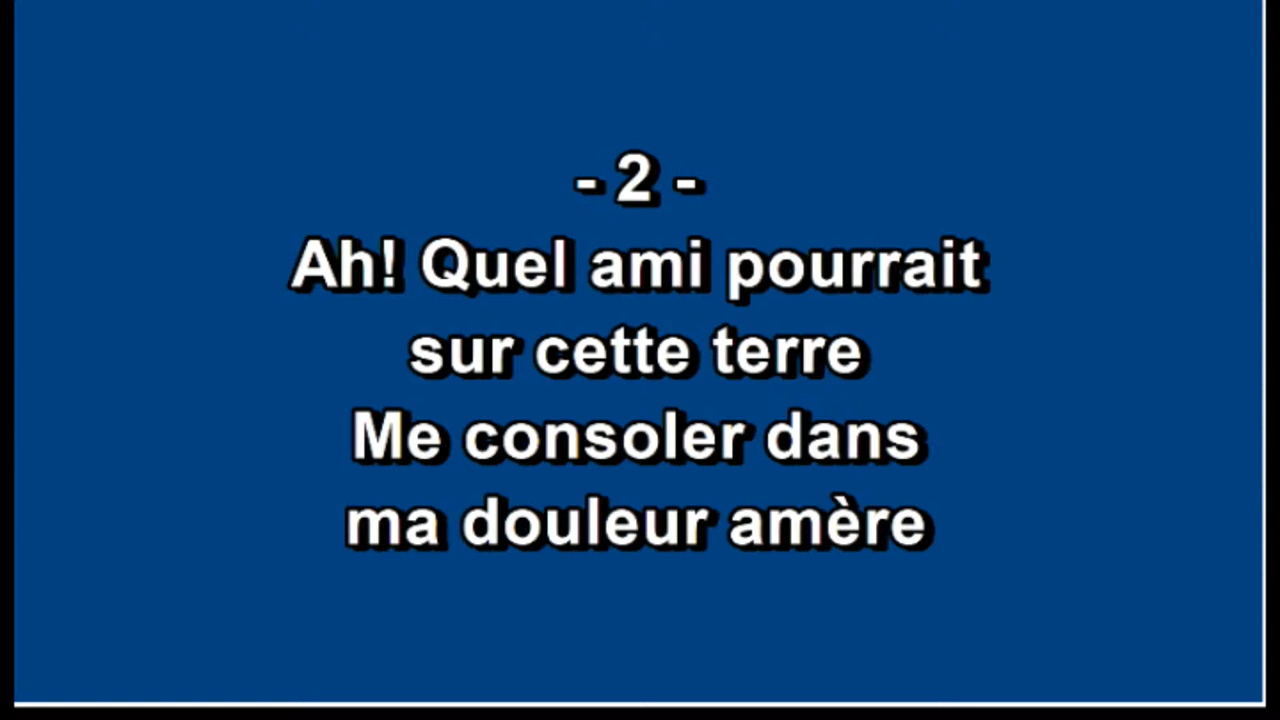 - 2 -
Ah! Quel ami pourrait
sur cette terre
Me consoler dans
ma douleur amère